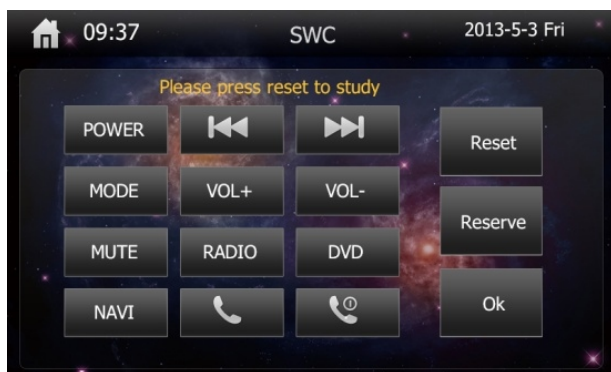 09:37 SWC 2013-5-3 Fri
Please press reset to study
POWER
Reset
MODE VOL+ VOL-
Reserve
MUTE RADIO DVD
NAVI Ok